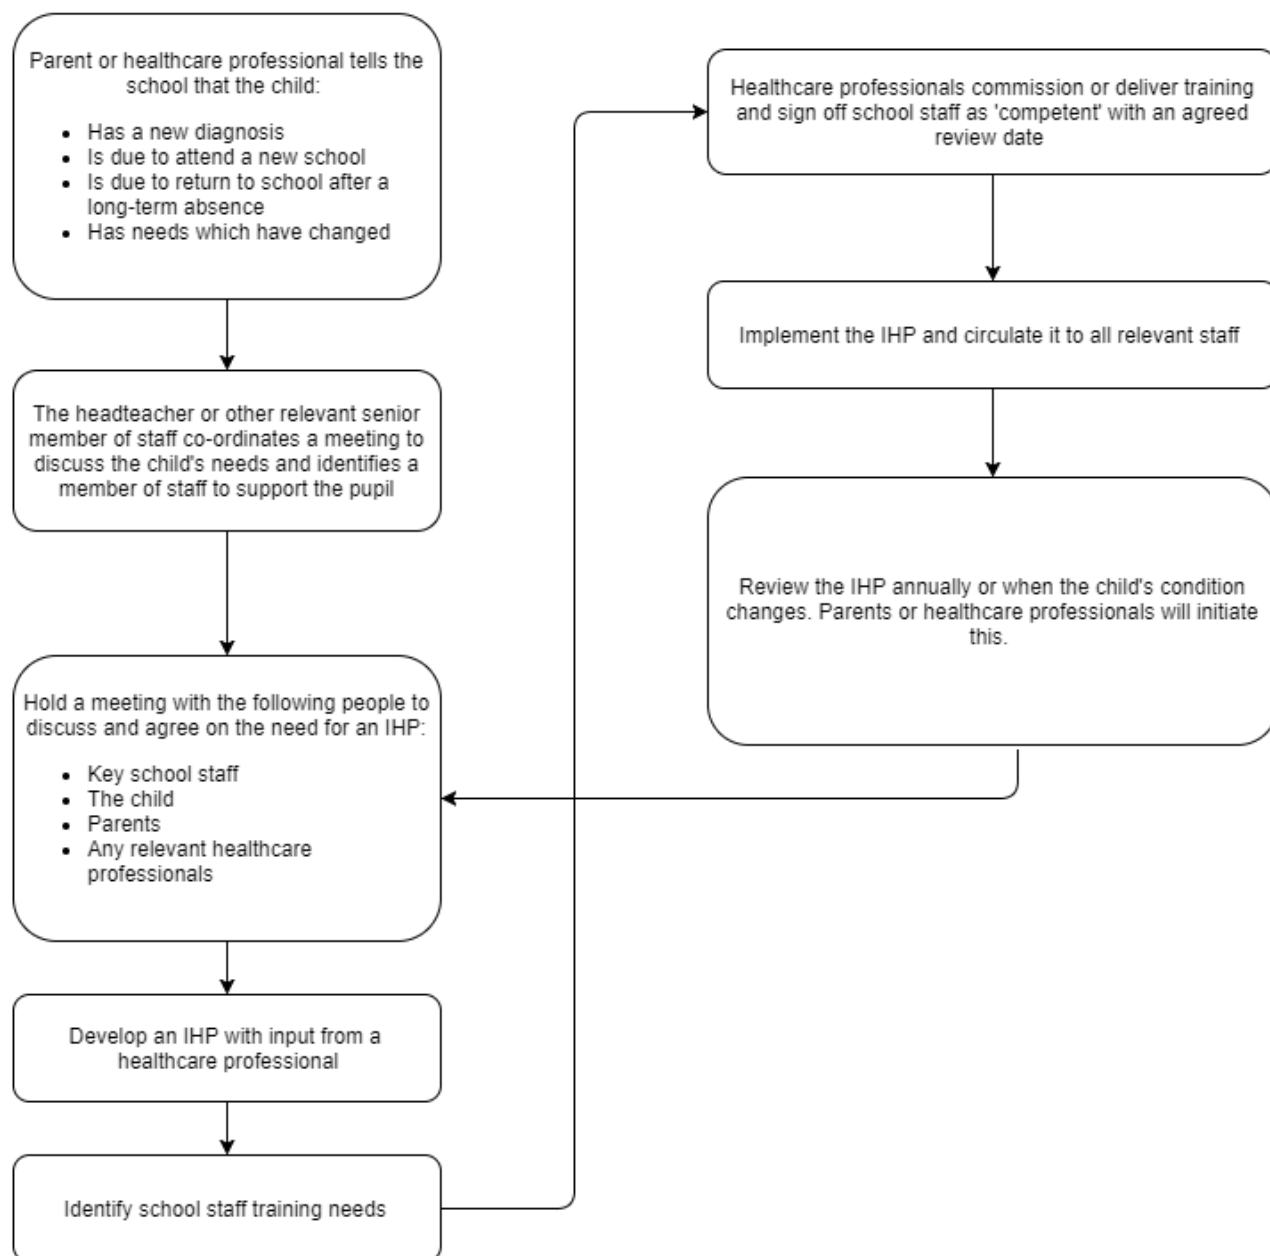 Parent or healthcare professional tells the
school that the child:
• Has a new diagnosis
• Is due to attend a new school
• Is due to return to school after a
long-term absence
• Has needs which have changed
The headteacher or other relevant senior
member of staff co-ordinates a meeting to
discuss the child's needs and identifies a
member of staff to support the pupil
Hold a meeting with the following people to
discuss and agree on the need for an IHP:
• Key school staff
• The child
• Parents
• Any relevant healthcare
professionals
Develop an IHP with input from a
healthcare professional
Identify school staff training needs
Healthcare professionals commission or deliver training
and sign off school staff as 'competent' with an agreed
review date
Implement the IHP and circulate it to all relevant staff
Review the IHP annually or when the child's condition
changes. Parents or healthcare professionals will initiate
this.